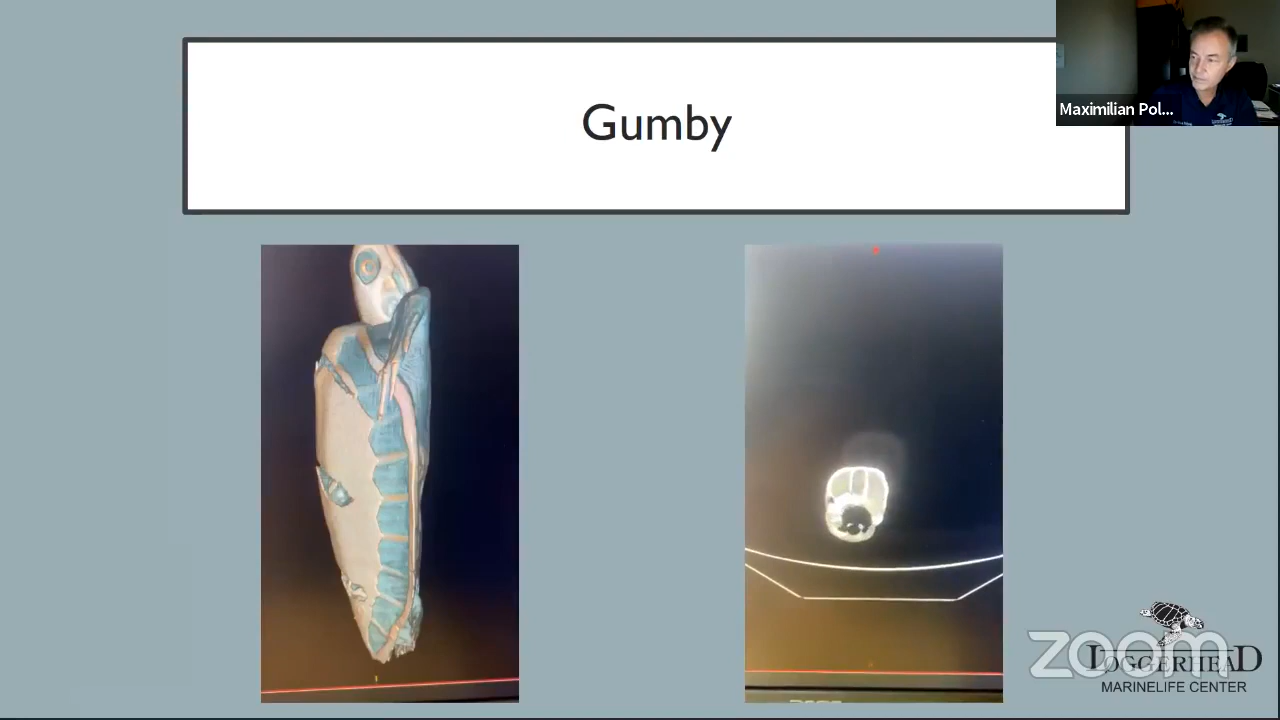 Gumby
Maximilian Pol...
zoom
LOGGERHEAD
MARINELIFE CENTER